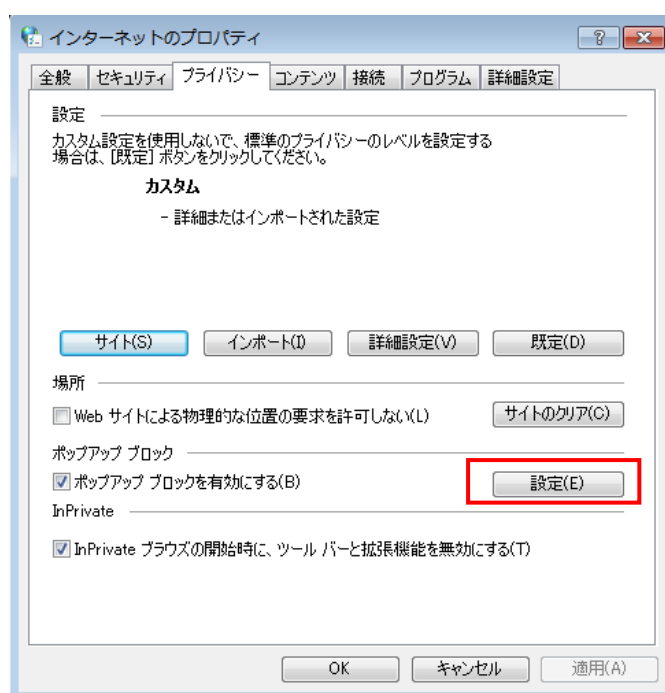 インターネットのプロパティ
全般 セキュリティ プライバシー コンテンツ 接続 プログラム 詳細設定
設定
カスタム設定を使用しないで、標準のプライバシーのレベルを設定する
場合は、[既定] ボタンをクリックしてください。
カスタム
- 詳細またはインポートされた設定
サイト(S) インポート(I) 詳細設定(V) 既定(D)
場所
Web サイトによる物理的な位置の要求を許可しない(L) サイトのクリア(C)
ポップアップ ブロック
ポップアップ ブロックを有効にする(B) 設定(E)
InPrivate
InPrivate ブラウズの開始時に、ツール バーと拡張機能を無効にする(T)
OK キャンセル 適用(A)